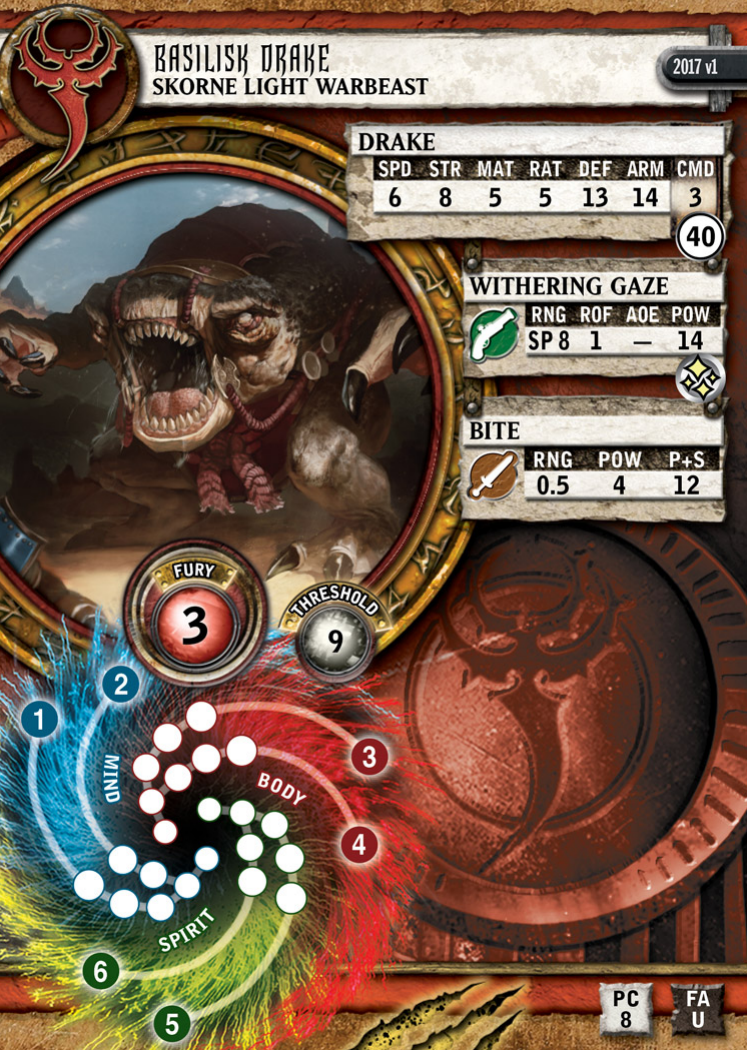 BASILISK DRAKE
SKORNE LIGHT WARBEAST
2017 v1
DRAKE
SPD STR MAT RAT DEF ARM CMD
6 8 5 5 13 14 3
40
WITHERING GAZE
RNG ROF AOE POW
SP 8 1 — 14
BITE
RNG POW P+S
0.5 4 12
FURY
3
THRESHOLD
9
1
2
MIND
3
BODY
4
SPIRIT
6
5
PC
8
FA
U